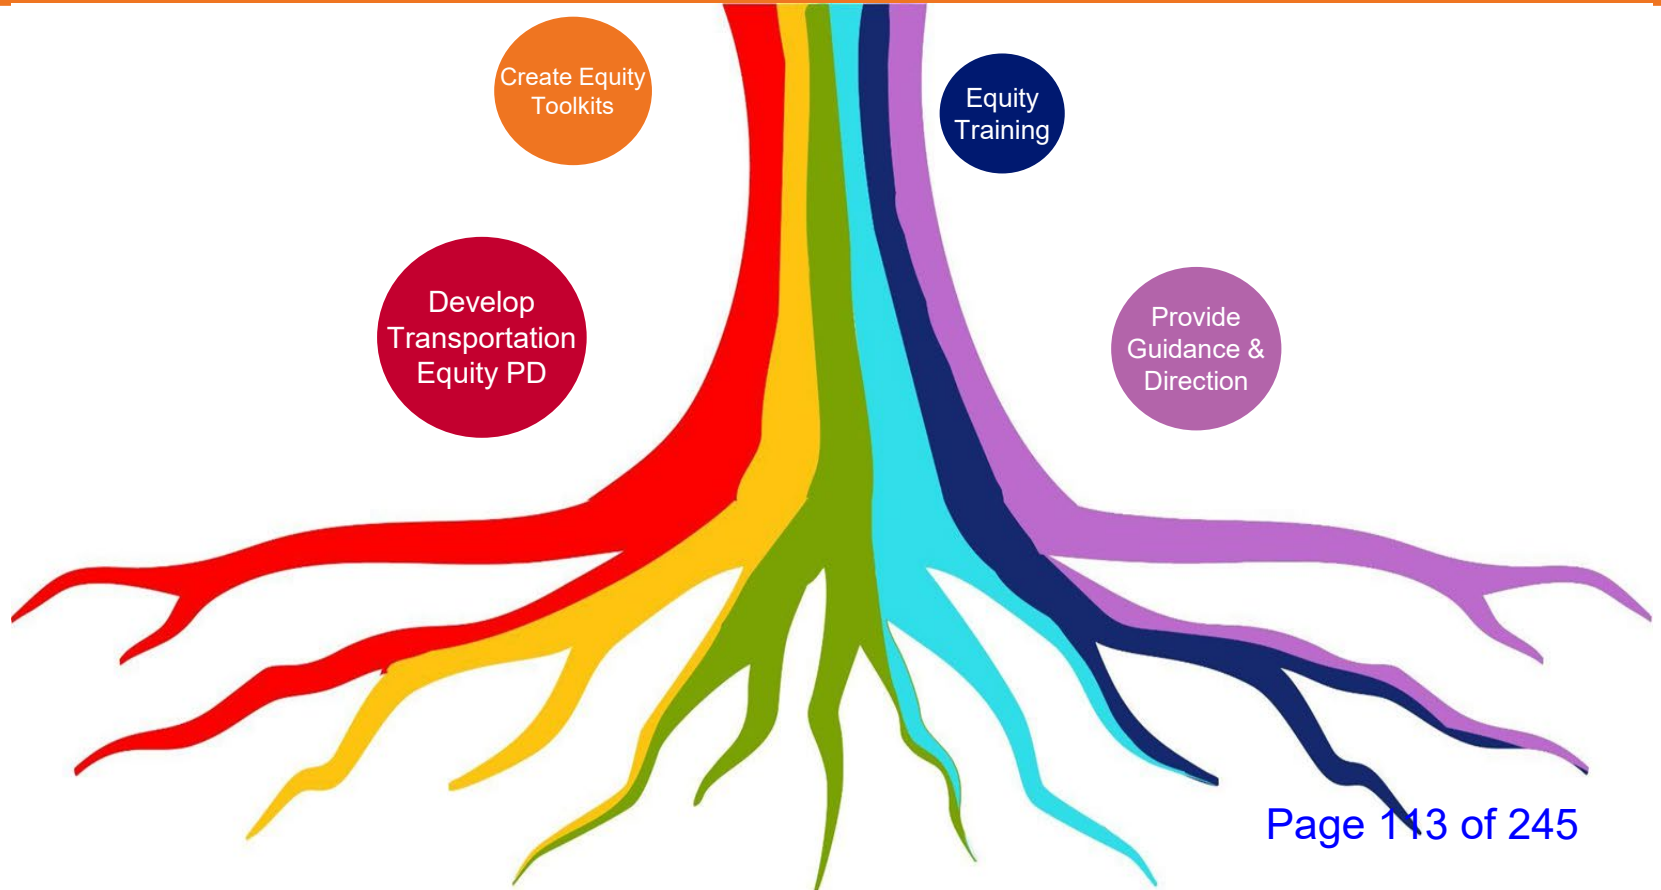 Create Equity
Toolkits
Equity
Training
Develop
Transportation
Equity PD
Provide
Guidance &
Direction
Page 113 of 245